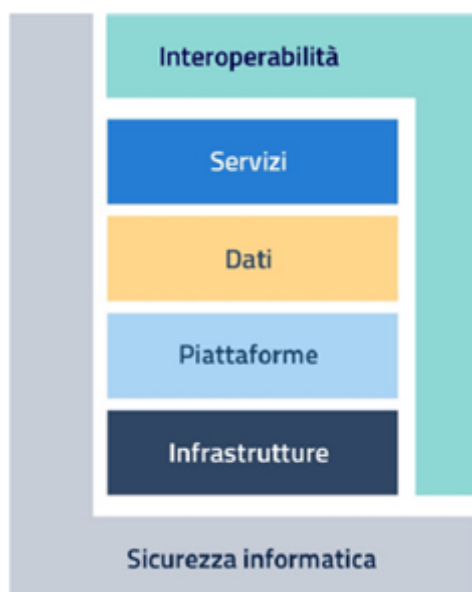 Interoperabilità
Servizi
Dati
Piattaforme
Infrastrutture
Sicurezza informatica